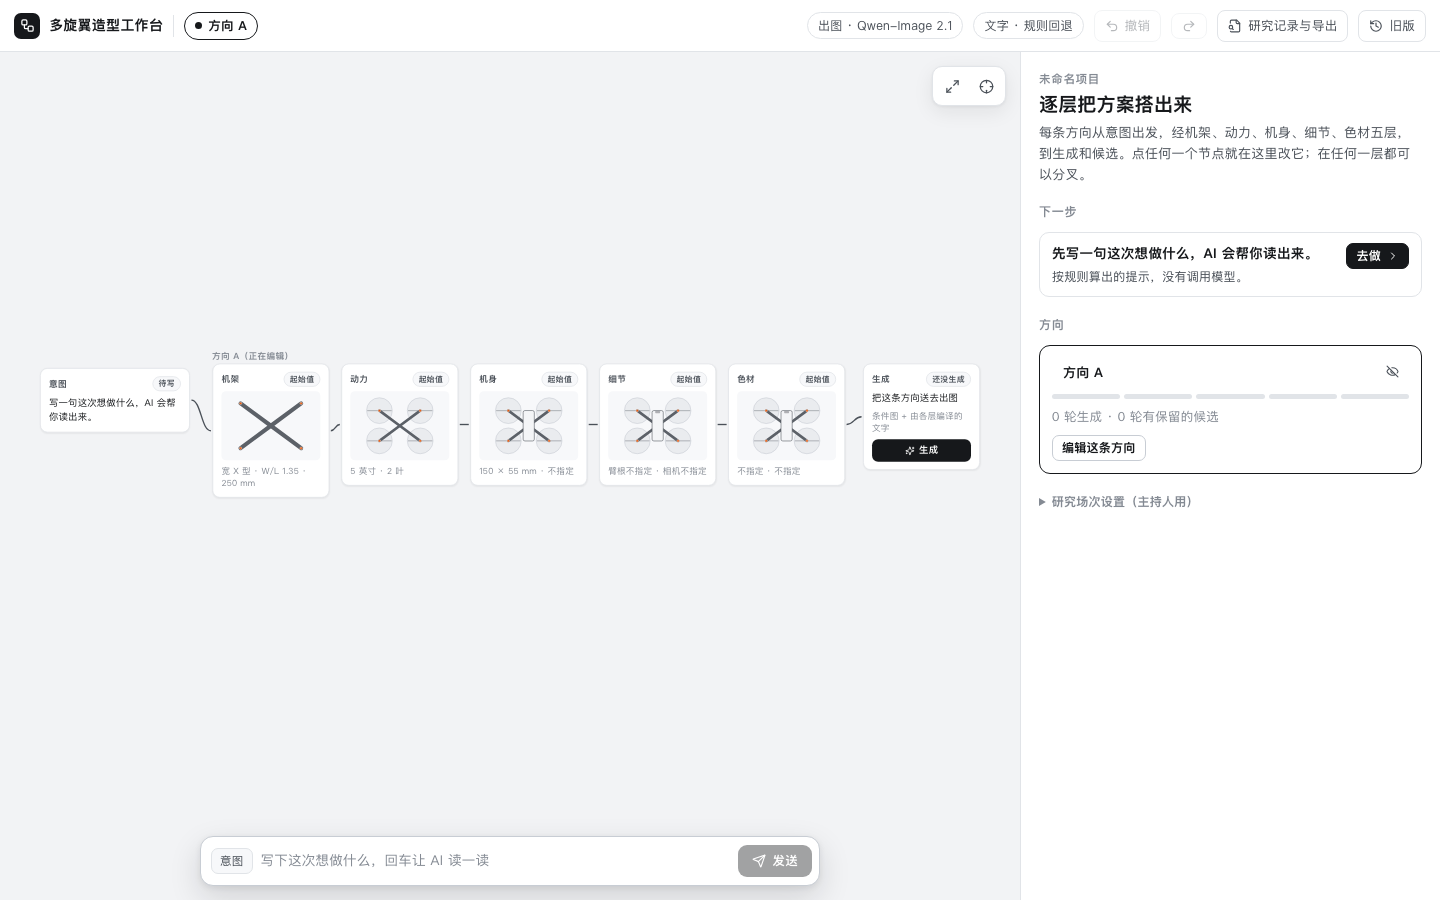 多旋翼造型工作台
方向 A
出图 · Qwen-Image 2.1
文字 · 规则回退
撤销
研究记录与导出
旧版
未命名项目
逐层把方案搭出来
每条方向从意图出发，经机架、动力、机身、细节、色材五层，
到生成和候选。点任何一个节点就在这里改它；在任何一层都可
以分叉。
下一步
先写一句这次想做什么，AI 会帮你读出来。
去做
按规则算出的提示，没有调用模型。
方向
方向 A
0 轮生成 · 0 轮有保留的候选
编辑这条方向
研究场次设置（主持人用）
方向 A（正在编辑）
意图
待写
写一句这次想做什么，AI 会帮
你读出来。
机架
起始值
宽 X 型 · W/L 1.35 ·
250 mm
动力
起始值
5 英寸 · 2 叶
机身
起始值
150 × 55 mm · 不指定
细节
起始值
臂根不指定 · 相机不指定
色材
起始值
不指定 · 不指定
生成
还没生成
把这条方向送去出图
条件图 + 由各层编译的
文字
生成
意图
写下这次想做什么，回车让 AI 读一读
发送